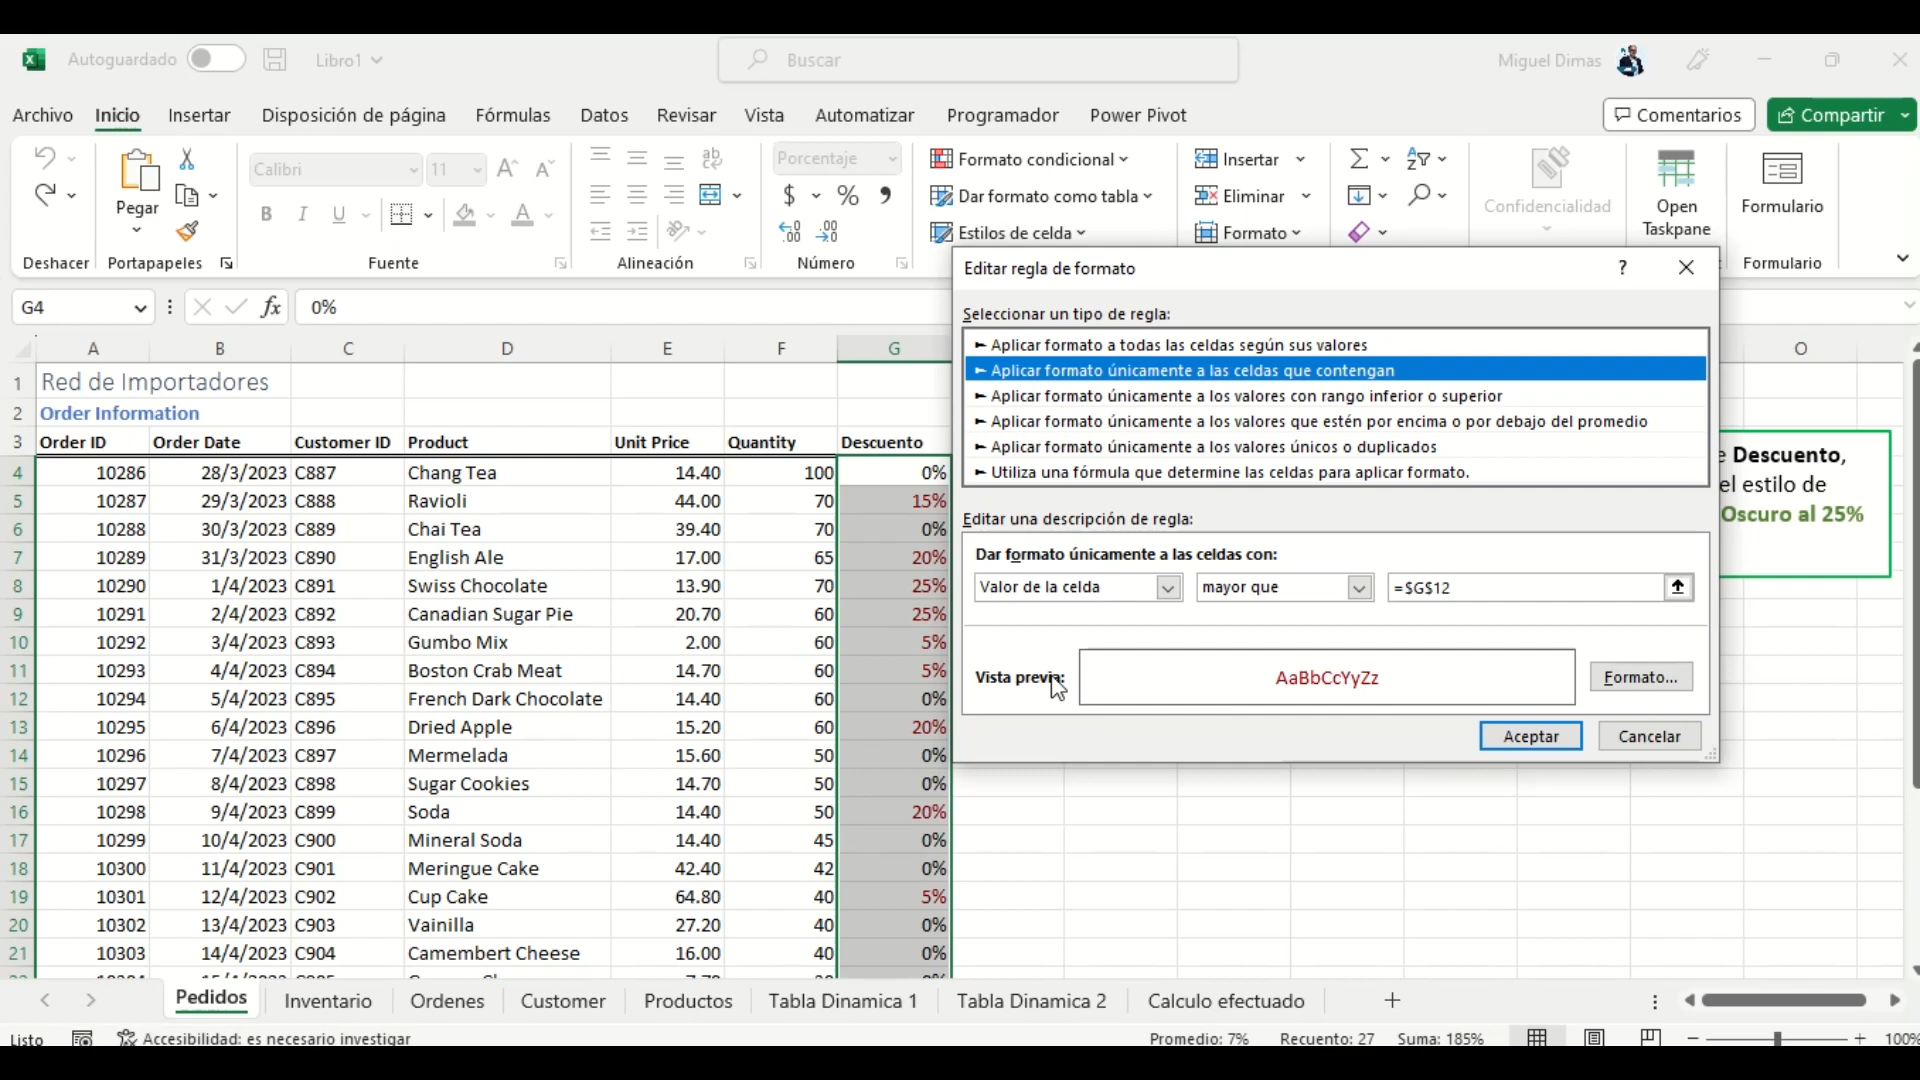 Autoguardado Libro1 Buscar Miguel Dimas
Archivo Inicio Insertar Disposición de página Fórmulas Datos Revisar Vista Automatizar Programador Power Pivot Comentarios Compartir
Calibri 11 Porcentaje Formato condicional Insertar
Pegar $ % Dar formato como tabla Eliminar Confidencialidad Open Taskpane Formulario
Estilos de celda Formato
Deshacer Portapapeles Fuente Alineación Número Formulario
G4 fx 0%
Editar regla de formato ?
Seleccionar un tipo de regla:
► Aplicar formato a todas las celdas según sus valores
► Aplicar formato únicamente a las celdas que contengan
► Aplicar formato únicamente a los valores con rango inferior o superior
► Aplicar formato únicamente a los valores que estén por encima o por debajo del promedio
► Aplicar formato únicamente a los valores únicos o duplicados
► Utiliza una fórmula que determine las celdas para aplicar formato.
Editar una descripción de regla:
Dar formato únicamente a las celdas con:
Valor de la celda mayor que =$G$12
Vista previa: AaBbCcYyZz Formato...
Aceptar Cancelar
e Descuento,
el estilo de
Oscuro al 25%
A B C D E F G O
1 Red de Importadores
2 Order Information
3 Order ID Order Date Customer ID Product Unit Price Quantity Descuento
4 10286 28/3/2023 C887 Chang Tea 14.40 100 0%
5 10287 29/3/2023 C888 Ravioli 44.00 70 15%
6 10288 30/3/2023 C889 Chai Tea 39.40 70 0%
7 10289 31/3/2023 C890 English Ale 17.00 65 20%
8 10290 1/4/2023 C891 Swiss Chocolate 13.90 70 25%
9 10291 2/4/2023 C892 Canadian Sugar Pie 20.70 60 25%
10 10292 3/4/2023 C893 Gumbo Mix 2.00 60 5%
11 10293 4/4/2023 C894 Boston Crab Meat 14.70 60 5%
12 10294 5/4/2023 C895 French Dark Chocolate 14.40 60 0%
13 10295 6/4/2023 C896 Dried Apple 15.20 60 20%
14 10296 7/4/2023 C897 Mermelada 15.60 50 0%
15 10297 8/4/2023 C898 Sugar Cookies 14.70 50 0%
16 10298 9/4/2023 C899 Soda 14.40 50 20%
17 10299 10/4/2023 C900 Mineral Soda 14.40 45 0%
18 10300 11/4/2023 C901 Meringue Cake 42.40 42 0%
19 10301 12/4/2023 C902 Cup Cake 64.80 40 5%
20 10302 13/4/2023 C903 Vainilla 27.20 40 0%
21 10303 14/4/2023 C904 Camembert Cheese 16.00 40 0%
Pedidos Inventario Ordenes Customer Productos Tabla Dinamica 1 Tabla Dinamica 2 Calculo efectuado
Listo Accesibilidad: es necesario investigar Promedio: 7% Recuento: 27 Suma: 185% 100%